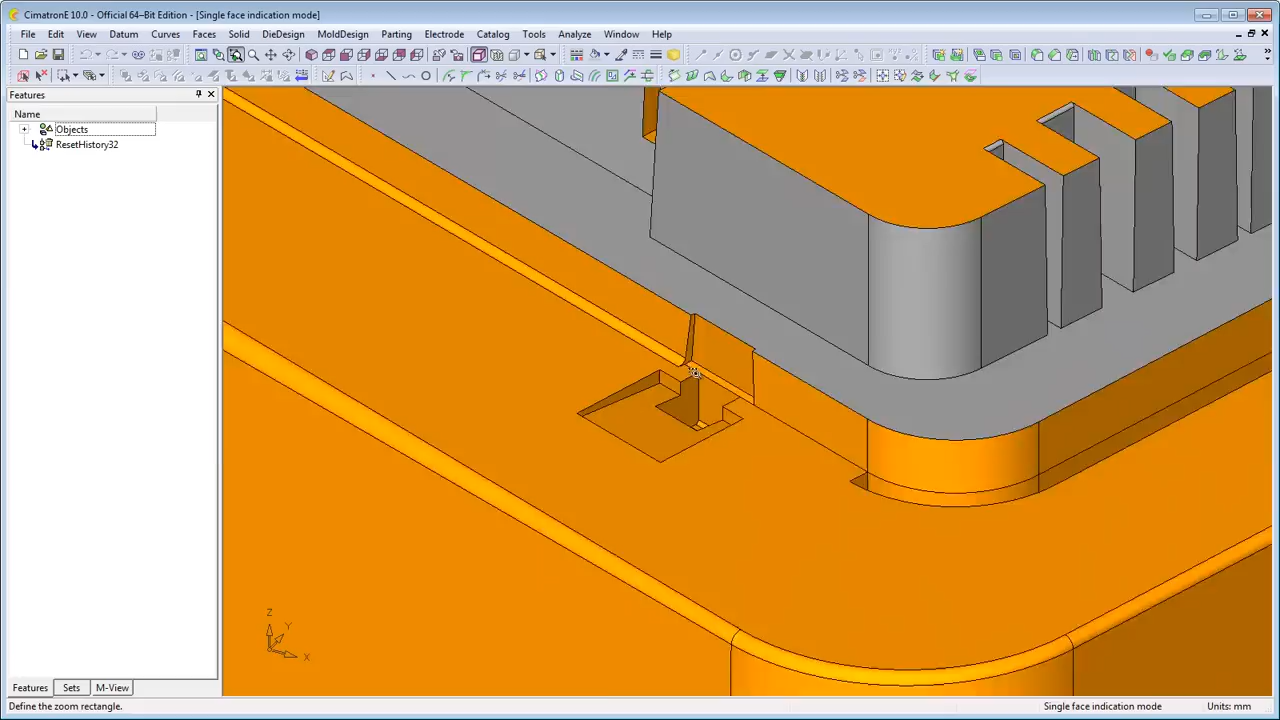 CimatronE 10.0 - Official 64-Bit Edition - [Single face indication mode]
File Edit View Datum Curves Faces Solid DieDesign MoldDesign Parting Electrode Catalog Tools Analyze Window Help
Features
Name
Objects
ResetHistory32
Z
Y
X
Features Sets M-View
Define the zoom rectangle. Single face indication mode Units: mm